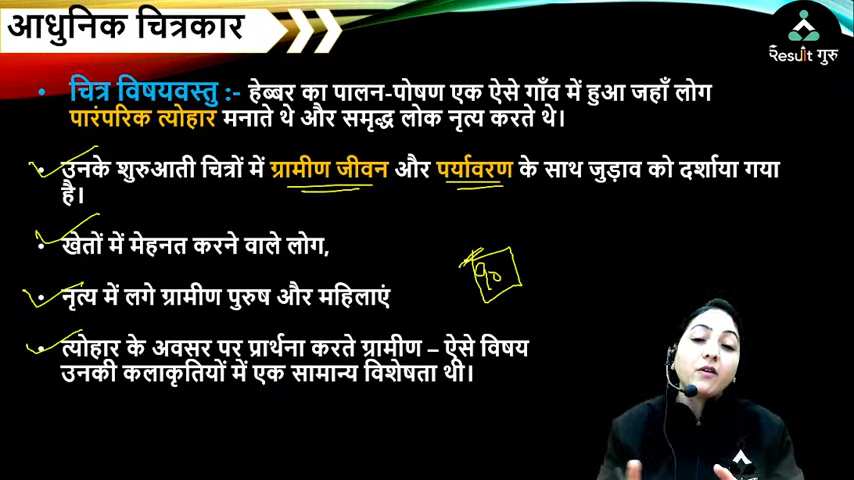 आधुनिक चित्रकार
Result गुरु
• चित्र विषयवस्तु :- हेब्बर का पालन-पोषण एक ऐसे गाँव में हुआ जहाँ लोग
पारंपरिक त्योहार मनाते थे और समृद्ध लोक नृत्य करते थे।
• उनके शुरुआती चित्रों में ग्रामीण जीवन और पर्यावरण के साथ जुड़ाव को दर्शाया गया
है।
• खेतों में मेहनत करने वाले लोग,
• नृत्य में लगे ग्रामीण पुरुष और महिलाएं
• त्योहार के अवसर पर प्रार्थना करते ग्रामीण – ऐसे विषय
उनकी कलाकृतियों में एक सामान्य विशेषता थी।